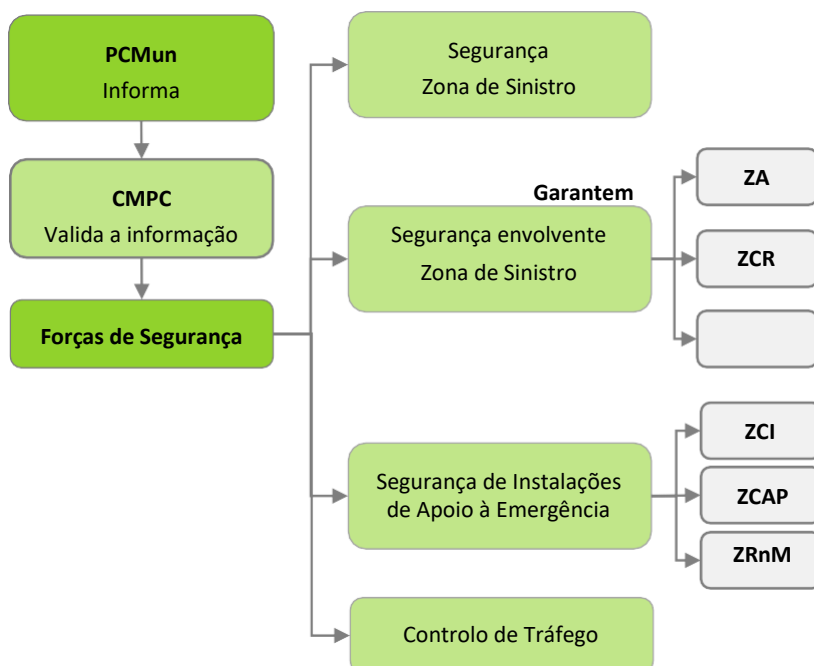 PCMun
Informa
CMPC
Valida a informação
Forças de Segurança
Segurança
Zona de Sinistro
Garantem
Segurança envolvente
Zona de Sinistro
ZA
ZCR
Segurança de Instalações
de Apoio à Emergência
ZCI
ZCAP
ZRnM
Controlo de Tráfego